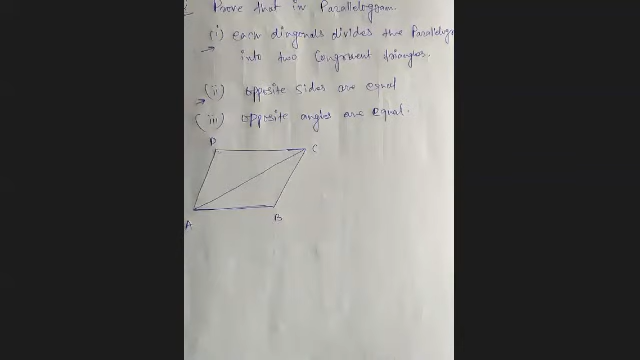 Prove that in Parallelogram.
(i) each diagonals divides the Parallelogr
into two Congruent triangles.
(ii) opposite sides are equal
(iii) opposite angles are equal.
D
C
A
B